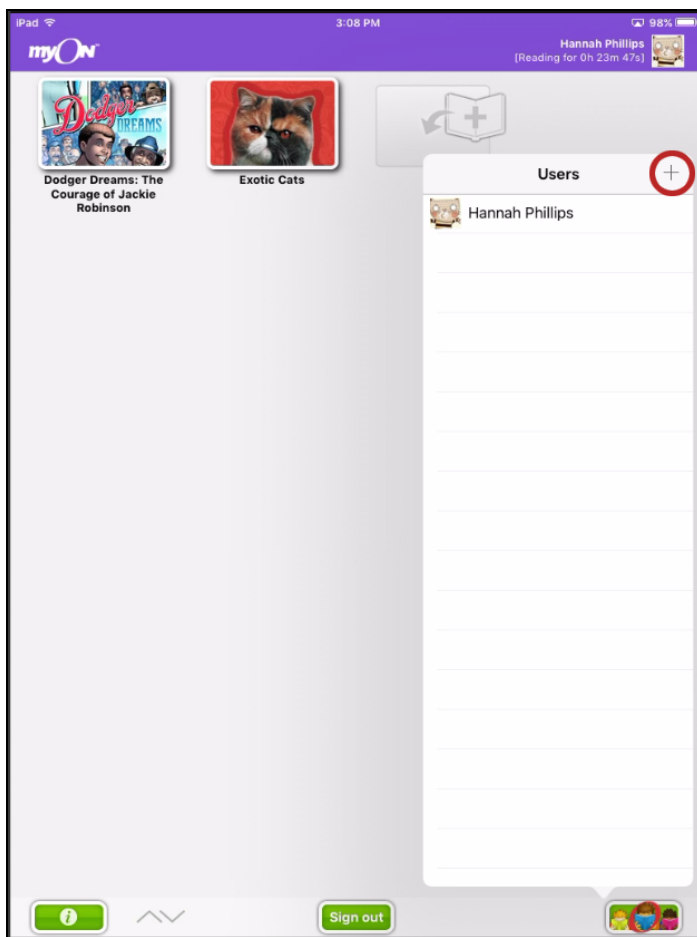 iPad 3:08 PM 98%
myON
Hannah Phillips
[Reading for 0h 23m 47s]
Dodger
DREAMS
Dodger Dreams: The
Courage of Jackie
Robinson
Exotic Cats
Users
Hannah Phillips
Sign out